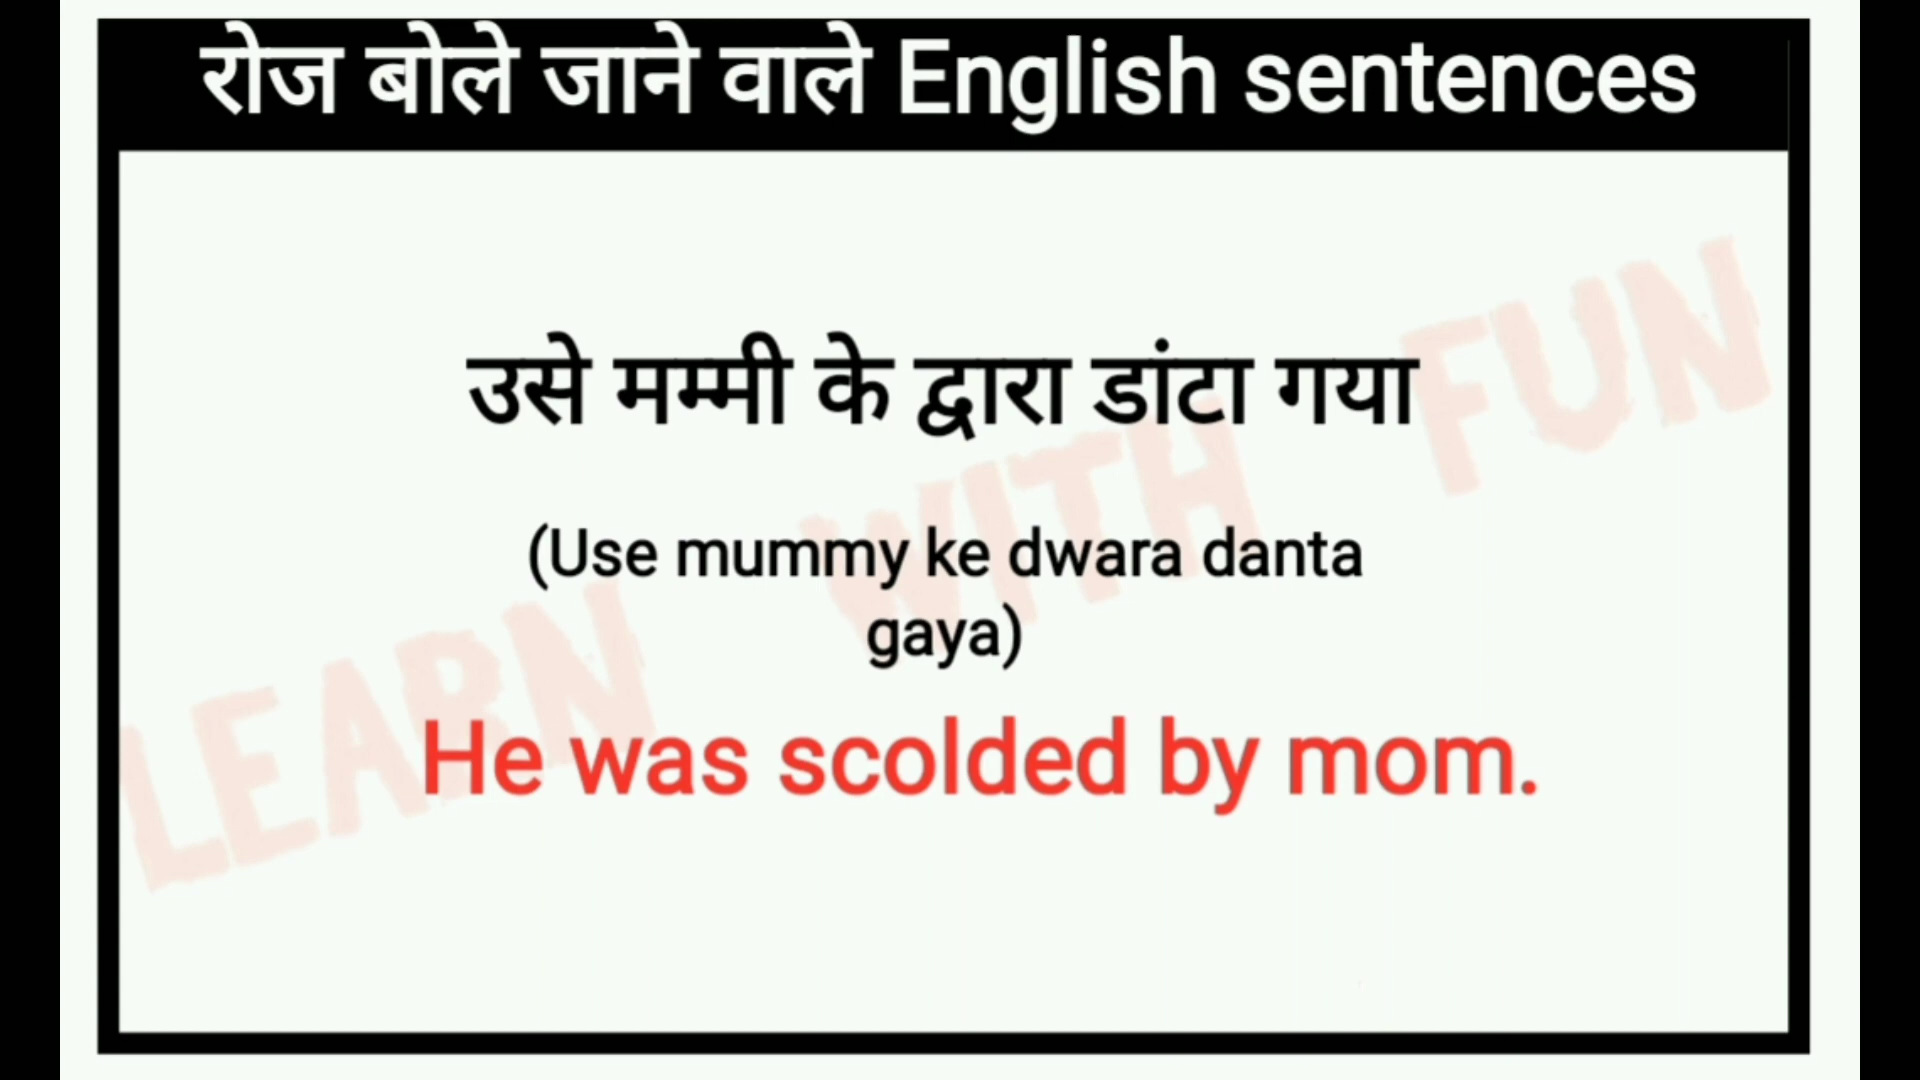 रोज बोले जाने वाले English sentences
उसे मम्मी के द्वारा डांटा गया
(Use mummy ke dwara danta
gaya)
He was scolded by mom.
LEARN WITH FUN